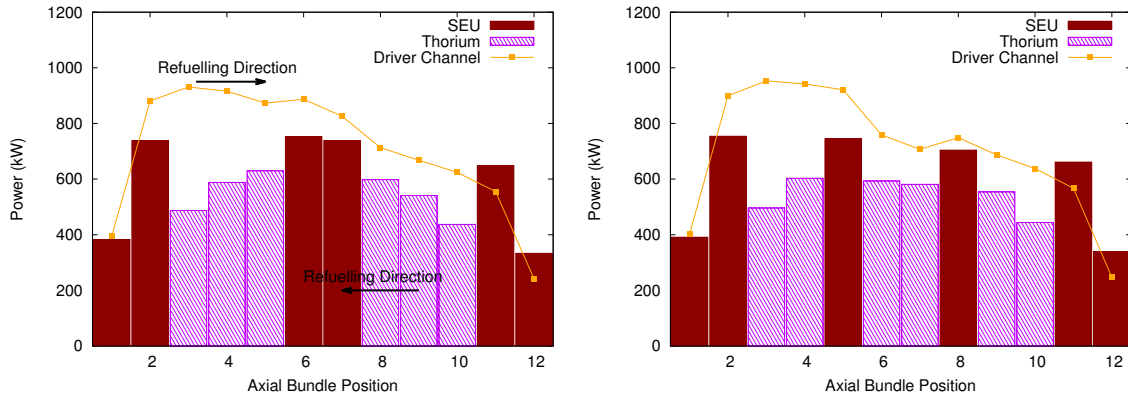 1200
1000
800
600
400
200
0
Power (kW)
SEU
Thorium
Driver Channel
Refuelling Direction
Refuelling Direction
2 4 6 8 10 12
Axial Bundle Position
1200
1000
800
600
400
200
0
Power (kW)
SEU
Thorium
Driver Channel
2 4 6 8 10 12
Axial Bundle Position